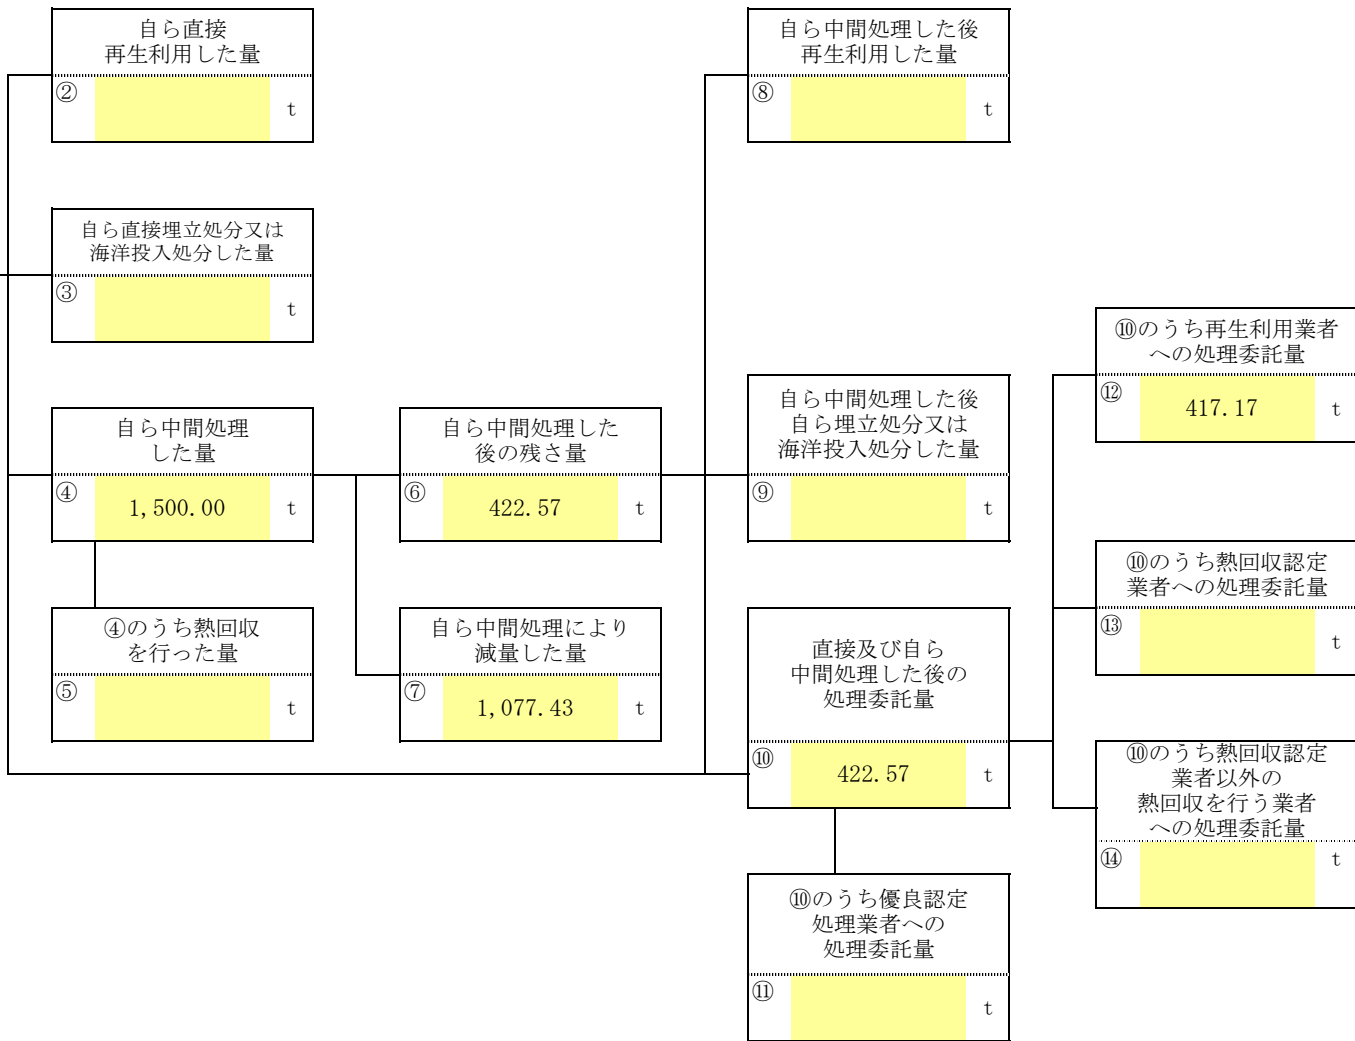 自ら直接
再生利用した量
②
t
自ら中間処理した後
再生利用した量
⑧
t
自ら直接埋立処分又は
海洋投入処分した量
③
t
⑩のうち再生利用業者
への処理委託量
⑫
417.17
t
自ら中間処理
した量
④
1,500.00
t
自ら中間処理した
後の残さ量
⑥
422.57
t
自ら中間処理した後
自ら埋立処分又は
海洋投入処分した量
⑨
t
⑩のうち熱回収認定
業者への処理委託量
⑬
t
④のうち熱回収
を行った量
⑤
t
自ら中間処理により
減量した量
⑦
1,077.43
t
直接及び自ら
中間処理した後の
処理委託量
⑩
422.57
t
⑩のうち熱回収認定
業者以外の
熱回収を行う業者
への処理委託量
⑭
t
⑩のうち優良認定
処理業者への
処理委託量
⑪
t